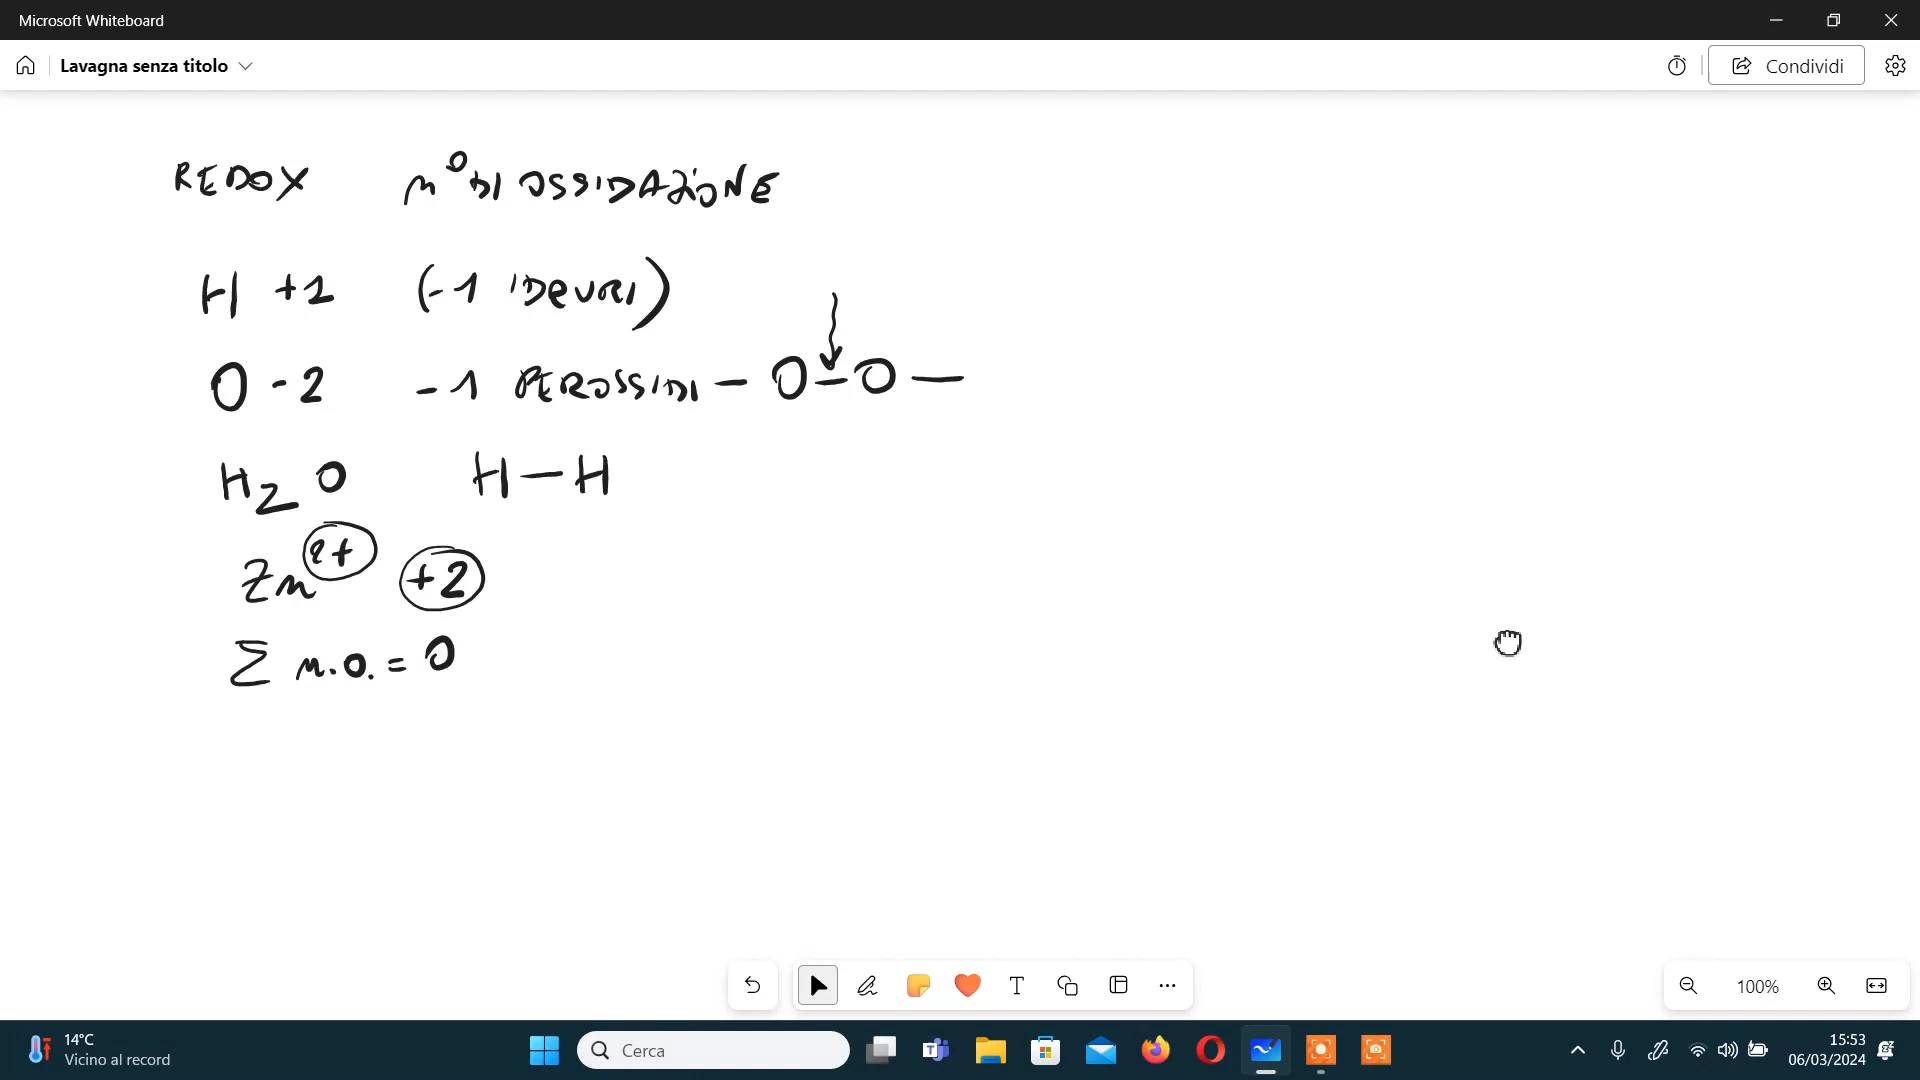 Microsoft Whiteboard
Lavagna senza titolo
Condividi
REDOX n° DI OSSIDAZIONE
H +1 (-1 IDRURI)
O -2 -1 PEROSSIDI -O-O-
H2O H-H
Zn2+ +2
Σ n.o. = 0
100%
14°C
Vicino al record
Cerca
15:53
06/03/2024